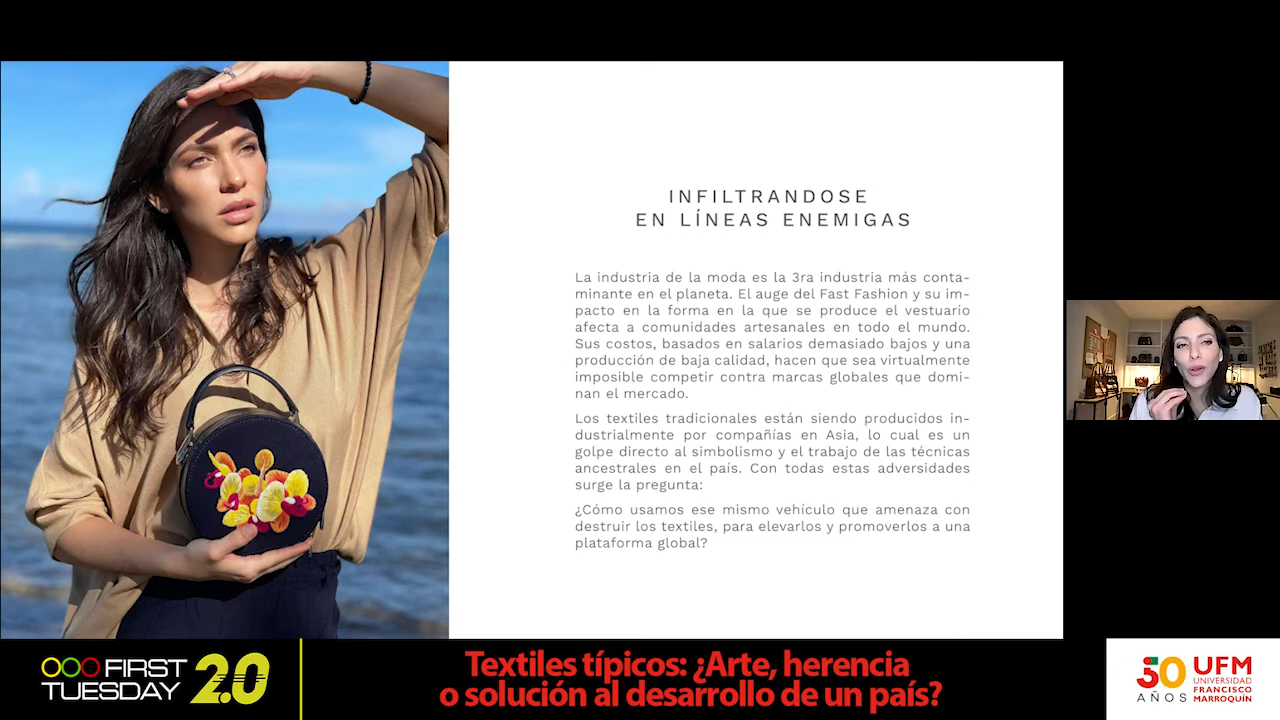 INFILTRANDOSE
EN LÍNEAS ENEMIGAS
La industria de la moda es la 3ra industria más conta-
minante en el planeta. El auge del Fast Fashion y su im-
pacto en la forma en la que se produce el vestuario
afecta a comunidades artesanales en todo el mundo.
Sus costos, basados en salarios demasiado bajos y una
producción de baja calidad, hacen que sea virtualmente
imposible competir contra marcas globales que domi-
nan el mercado.
Los textiles tradicionales están siendo producidos in-
dustrialmente por compañías en Asia, lo cual es un
golpe directo al simbolismo y el trabajo de las técnicas
ancestrales en el país. Con todas estas adversidades
surge la pregunta:
¿Cómo usamos ese mismo vehículo que amenaza con
destruir los textiles, para elevarlos y promoverlos a una
plataforma global?
FIRST
TUESDAY
2.0
Textiles típicos: ¿Arte, herencia
o solución al desarrollo de un país?
50
AÑOS
UFM
UNIVERSIDAD
FRANCISCO
MARROQUÍN